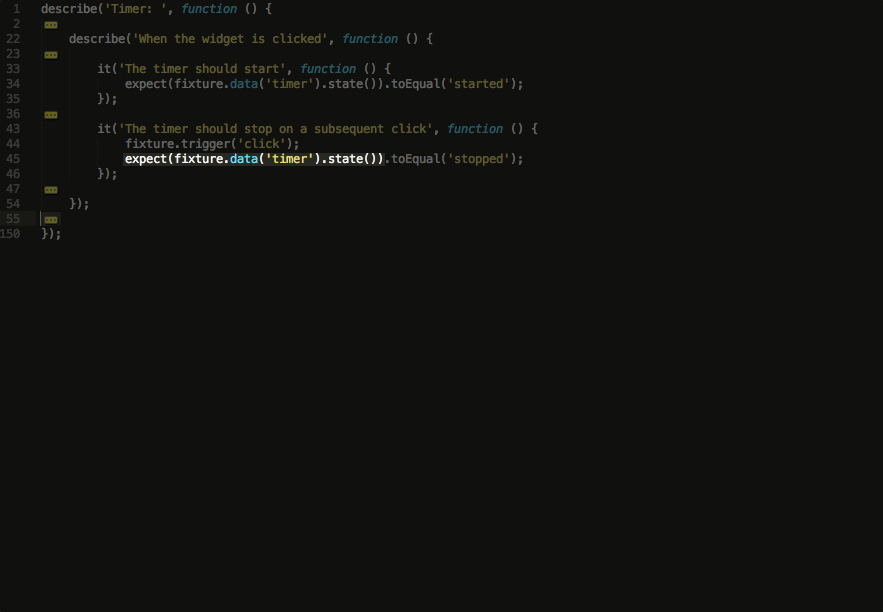 1 describe('Timer: ', function () {
2
22 describe('When the widget is clicked', function () {
23
33 it('The timer should start', function () {
34 expect(fixture.data('timer').state()).toEqual('started');
35 });
36
43 it('The timer should stop on a subsequent click', function () {
44 fixture.trigger('click');
45 expect(fixture.data('timer').state()).toEqual('stopped');
46 });
47
54 });
55
150 });